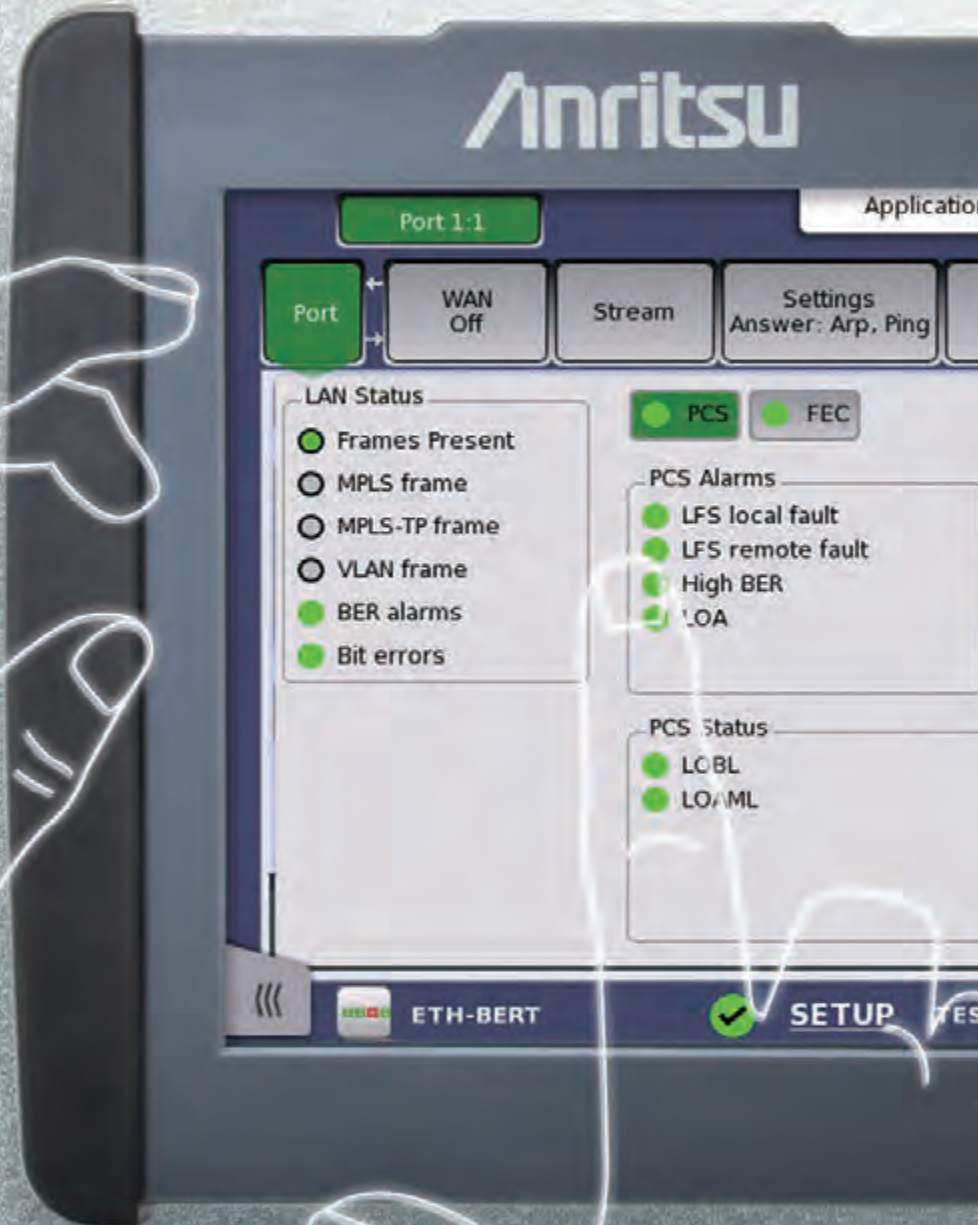 Anritsu
Port 1:1
Application
Port
WAN
Off
Stream
Settings
Answer: Arp, Ping
LAN Status
Frames Present
MPLS frame
MPLS-TP frame
VLAN frame
BER alarms
Bit errors
PCS
FEC
PCS Alarms
LFS local fault
LFS remote fault
High BER
LOA
PCS Status
LOBL
LOAML
ETH-BERT
SETUP
TES